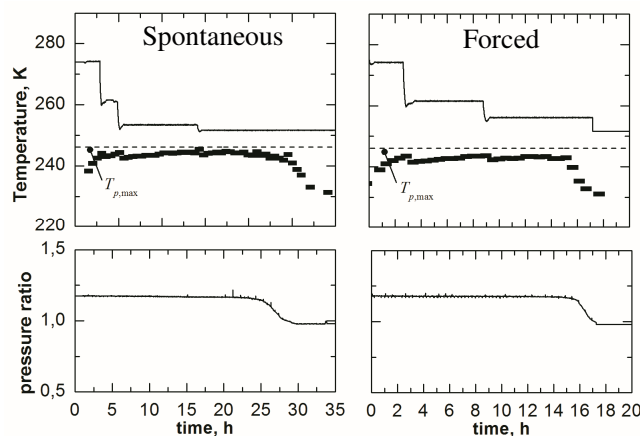 Spontaneous
Forced
Temperature, K
280
260
240
220
T p,max
T p,max
pressure ratio
1,5
1,0
0,5
0 5 10 15 20 25 30 35
0 2 4 6 8 10 12 14 16 18 20
time, h
time, h